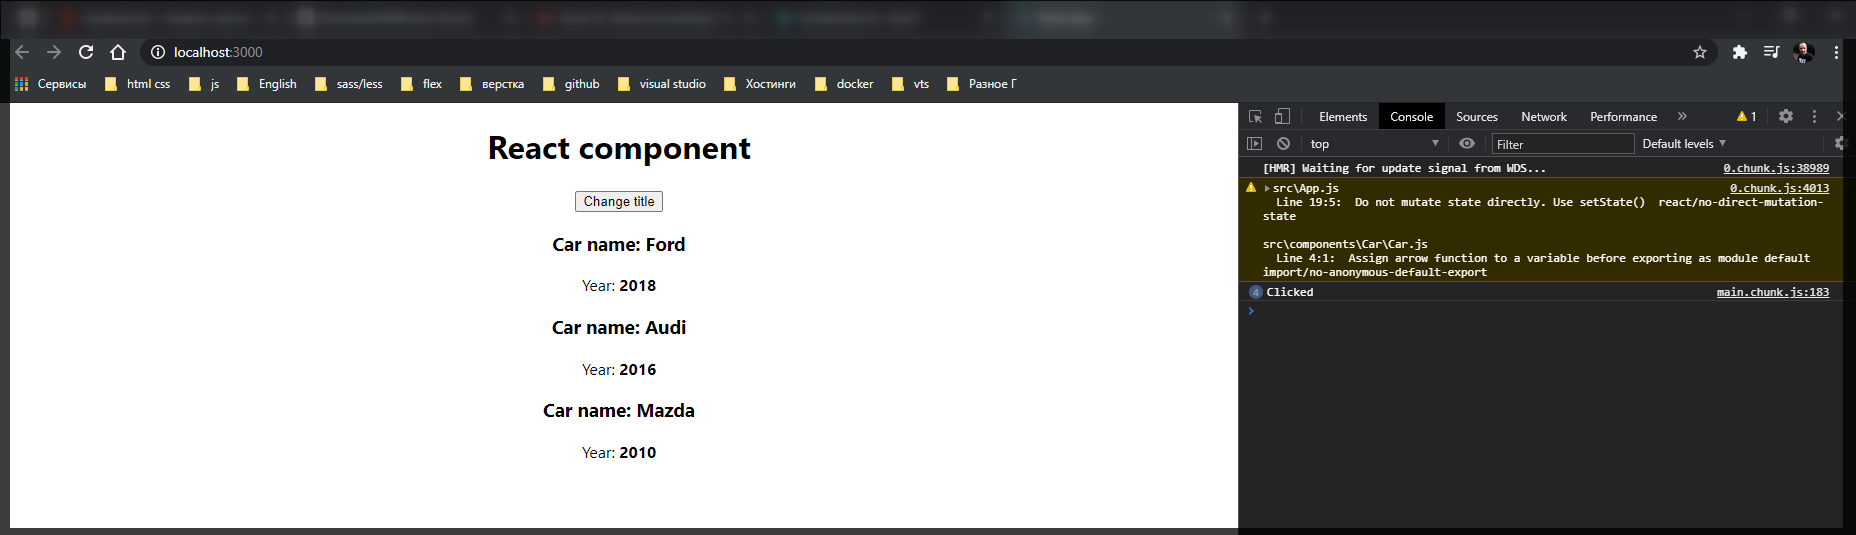 localhost:3000
Сервисы html css js English sass/less flex верстка github visual studio Хостинги docker vts Разное Г
React component
Change title
Car name: Ford
Year: 2018
Car name: Audi
Year: 2016
Car name: Mazda
Year: 2010
Elements Console Sources Network Performance » 1
top Filter Default levels
[HMR] Waiting for update signal from WDS... 0.chunk.js:38989
src\App.js 0.chunk.js:4013
Line 19:5: Do not mutate state directly. Use setState() react/no-direct-mutation-
state
src\components\Car\Car.js
Line 4:1: Assign arrow function to a variable before exporting as module default
import/no-anonymous-default-export
4 Clicked main.chunk.js:183